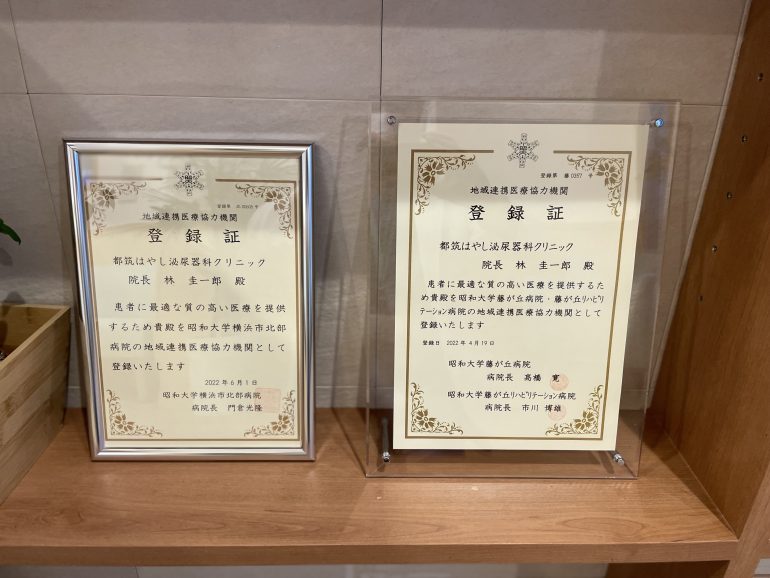 地域連携医療協力機関
登録証
都筑はやし泌尿器科クリニック
院長 林 圭一郎 殿
患者に最適な質の高い医療を提供
するため貴殿を昭和大学横浜市北部
病院の地域連携医療協力機関として
登録いたします
2022年6月1日
昭和大学横浜市北部病院
病院長 門倉光隆
登録第 藤0357 号
地域連携医療協力機関
登録証
都筑はやし泌尿器科クリニック
院長 林 圭一郎 殿
患者に最適な質の高い医療を提供するた
め貴殿を昭和大学藤が丘病院・藤が丘リハビリ
テーション病院の地域連携医療協力機関として
登録いたします
登録日 2022年4月19日
昭和大学藤が丘病院
病院長 高橋 寛
昭和大学藤が丘リハビリテーション病院
病院長 市川 博雄